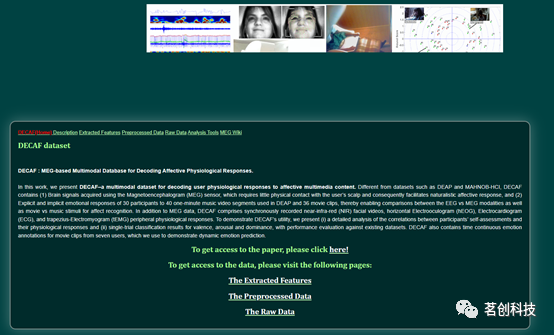 DECAF(Home) Description Extracted Features Preprocessed Data Raw Data Analysis Tools MEG Wiki
DECAF dataset
DECAF : MEG-based Multimodal Database for Decoding Affective Physiological Responses.
In this work, we present DECAF–a multimodal dataset for decoding user physiological responses to affective multimedia content. Different from datasets such as DEAP and MAHNOB-HCI, DECAF
contains (1) Brain signals acquired using the Magnetoencephalogram (MEG) sensor, which requires little physical contact with the user's scalp and consequently facilitates naturalistic affective response, and (2)
Explicit and implicit emotional responses of 30 participants to 40 one-minute music video segments used in DEAP and 36 movie clips, thereby enabling comparisons between the EEG vs MEG modalities as
well as movie vs music stimuli for affect recognition. In addition to MEG data, DECAF comprises synchronously recorded near-infra-red (NIR) facial videos, horizontal Electrooculogram (hEOG), Electrocardiogram
(ECG), and trapezius-Electromyogram (tEMG) peripheral physiological responses. To demonstrate DECAF's utility, we present (i) a detailed analysis of the correlations between participants' self-assessments and
their physiological responses and (ii) single-trial classification results for valence, arousal and dominance, with performance evaluation against existing datasets. DECAF also contains time continuous emotion
annotations for movie clips from seven users, which we use to demonstrate dynamic emotion prediction.
To get access to the paper, please click here!
To get access to the data, please visit the following pages:
The Extracted Features
The Preprocessed Data
The Raw Data
茗创科技